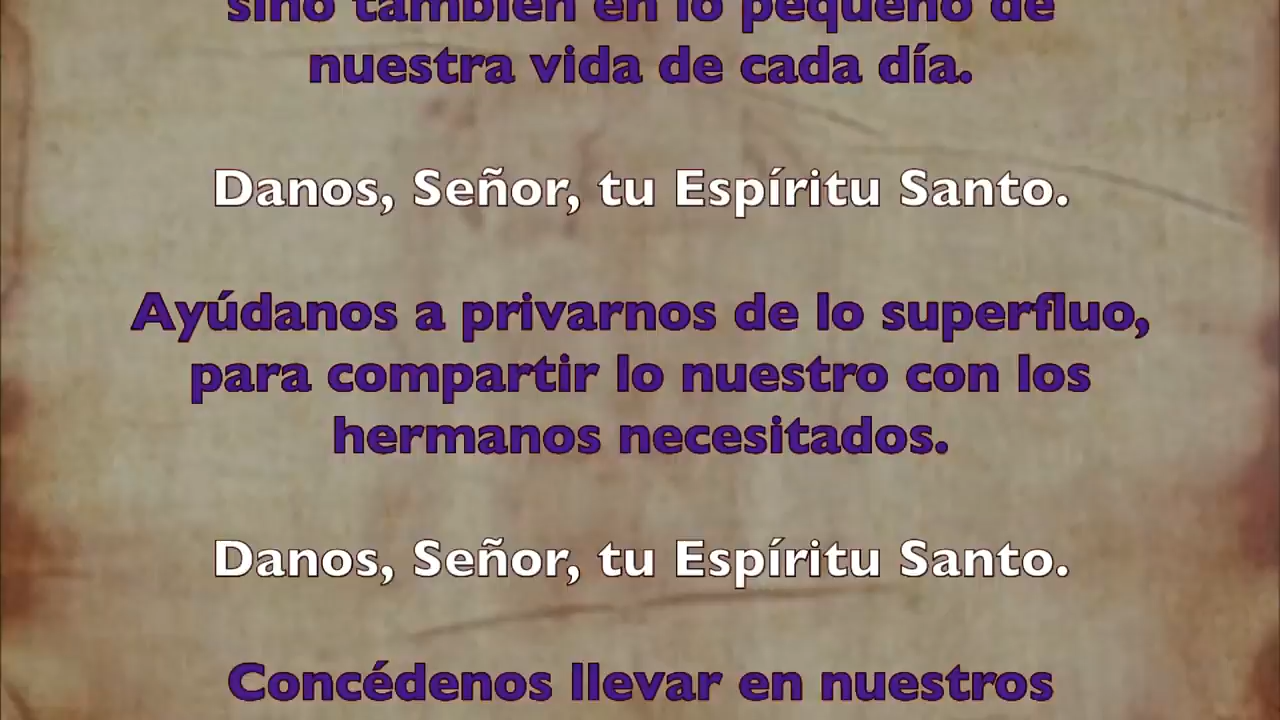 sino también en lo pequeño de
nuestra vida de cada día.
Danos, Señor, tu Espíritu Santo.
Ayúdanos a privarnos de lo superfluo,
para compartir lo nuestro con los
hermanos necesitados.
Danos, Señor, tu Espíritu Santo.
Concédenos llevar en nuestros